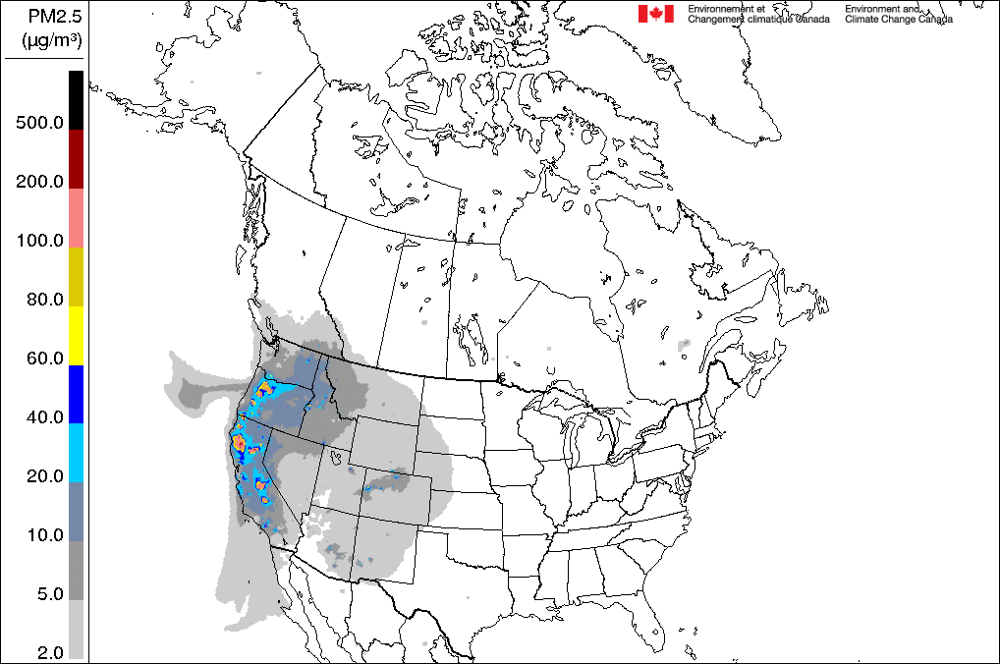 PM2.5
(µg/m³)
500.0
200.0
100.0
80.0
60.0
40.0
20.0
10.0
5.0
2.0
Environnement et
Changement climatique Canada
Environment and
Climate Change Canada